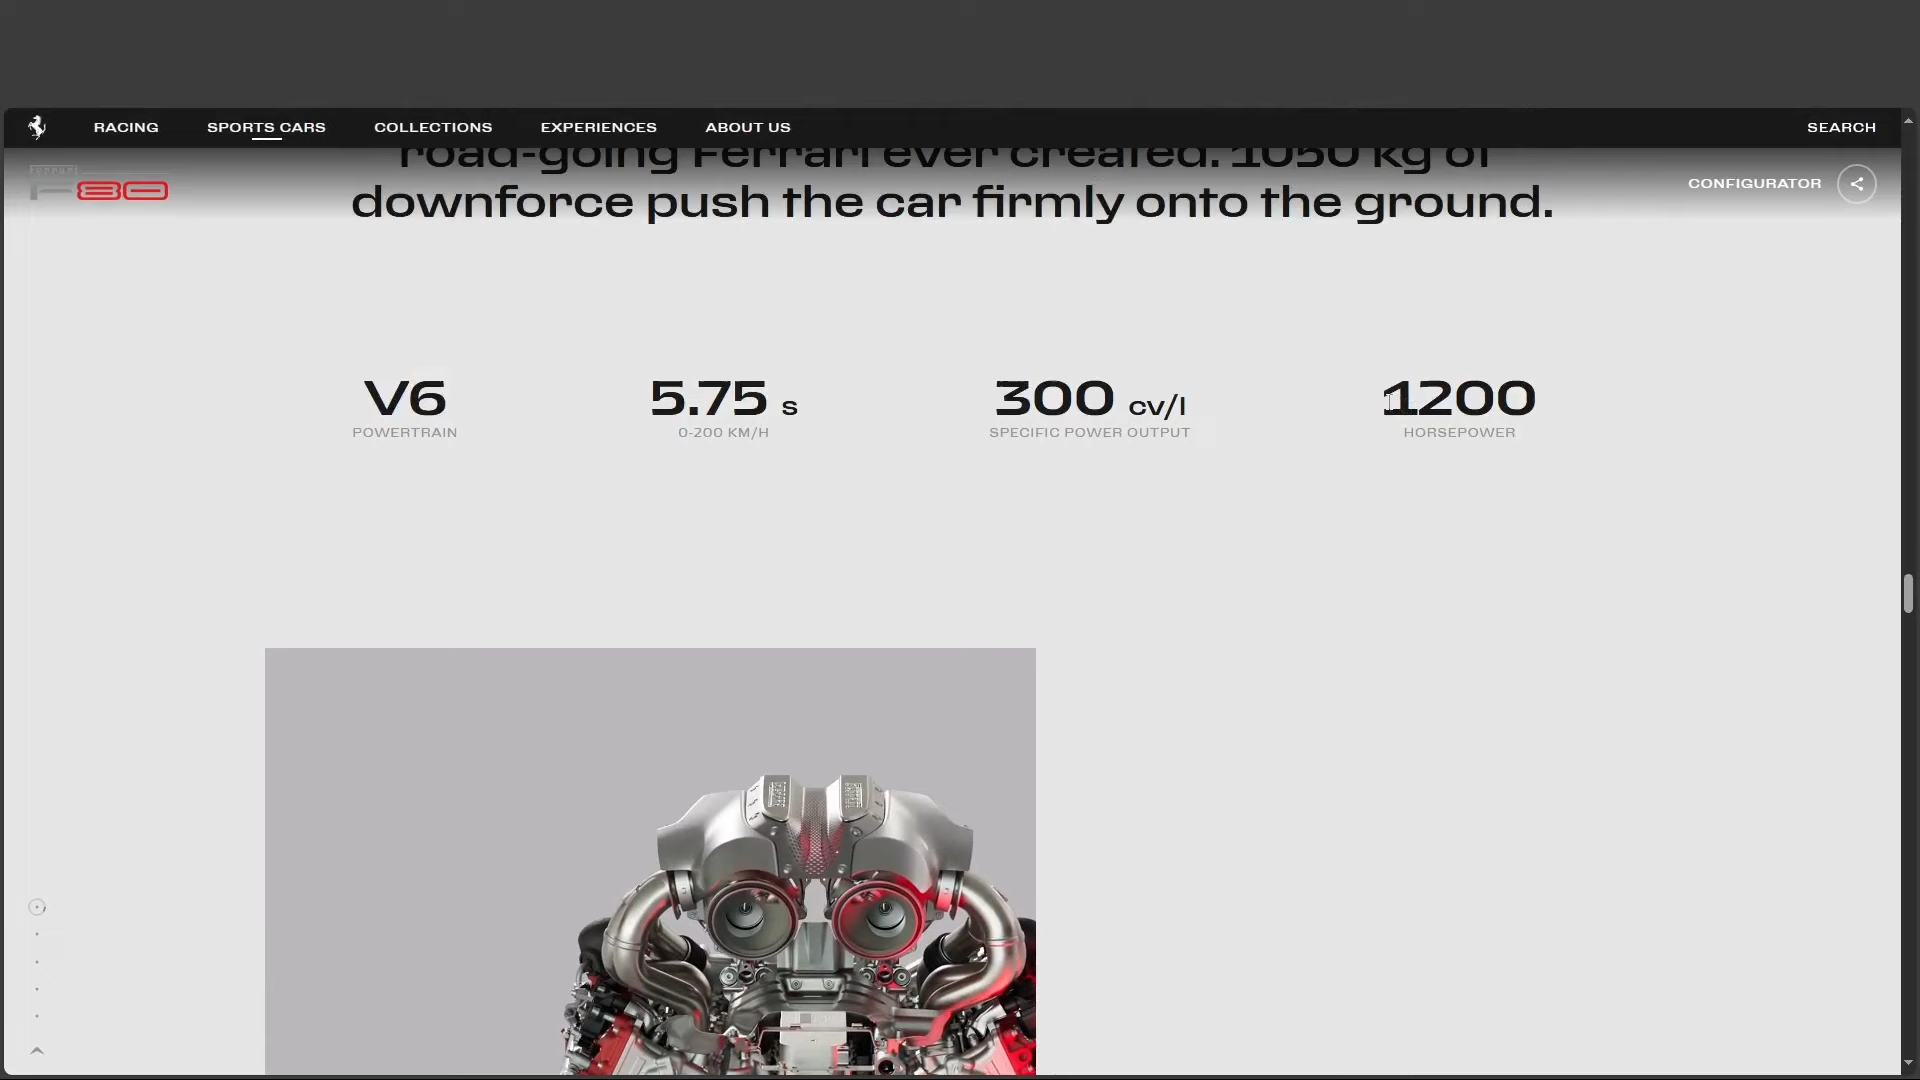 RACING SPORTS CARS COLLECTIONS EXPERIENCES ABOUT US SEARCH
road-going Ferrari ever created. 1050 kg of
Ferrari
F80
CONFIGURATOR
downforce push the car firmly onto the ground.
V6 5.75 s 300 cv/l 1200
POWERTRAIN 0-200 KM/H SPECIFIC POWER OUTPUT HORSEPOWER